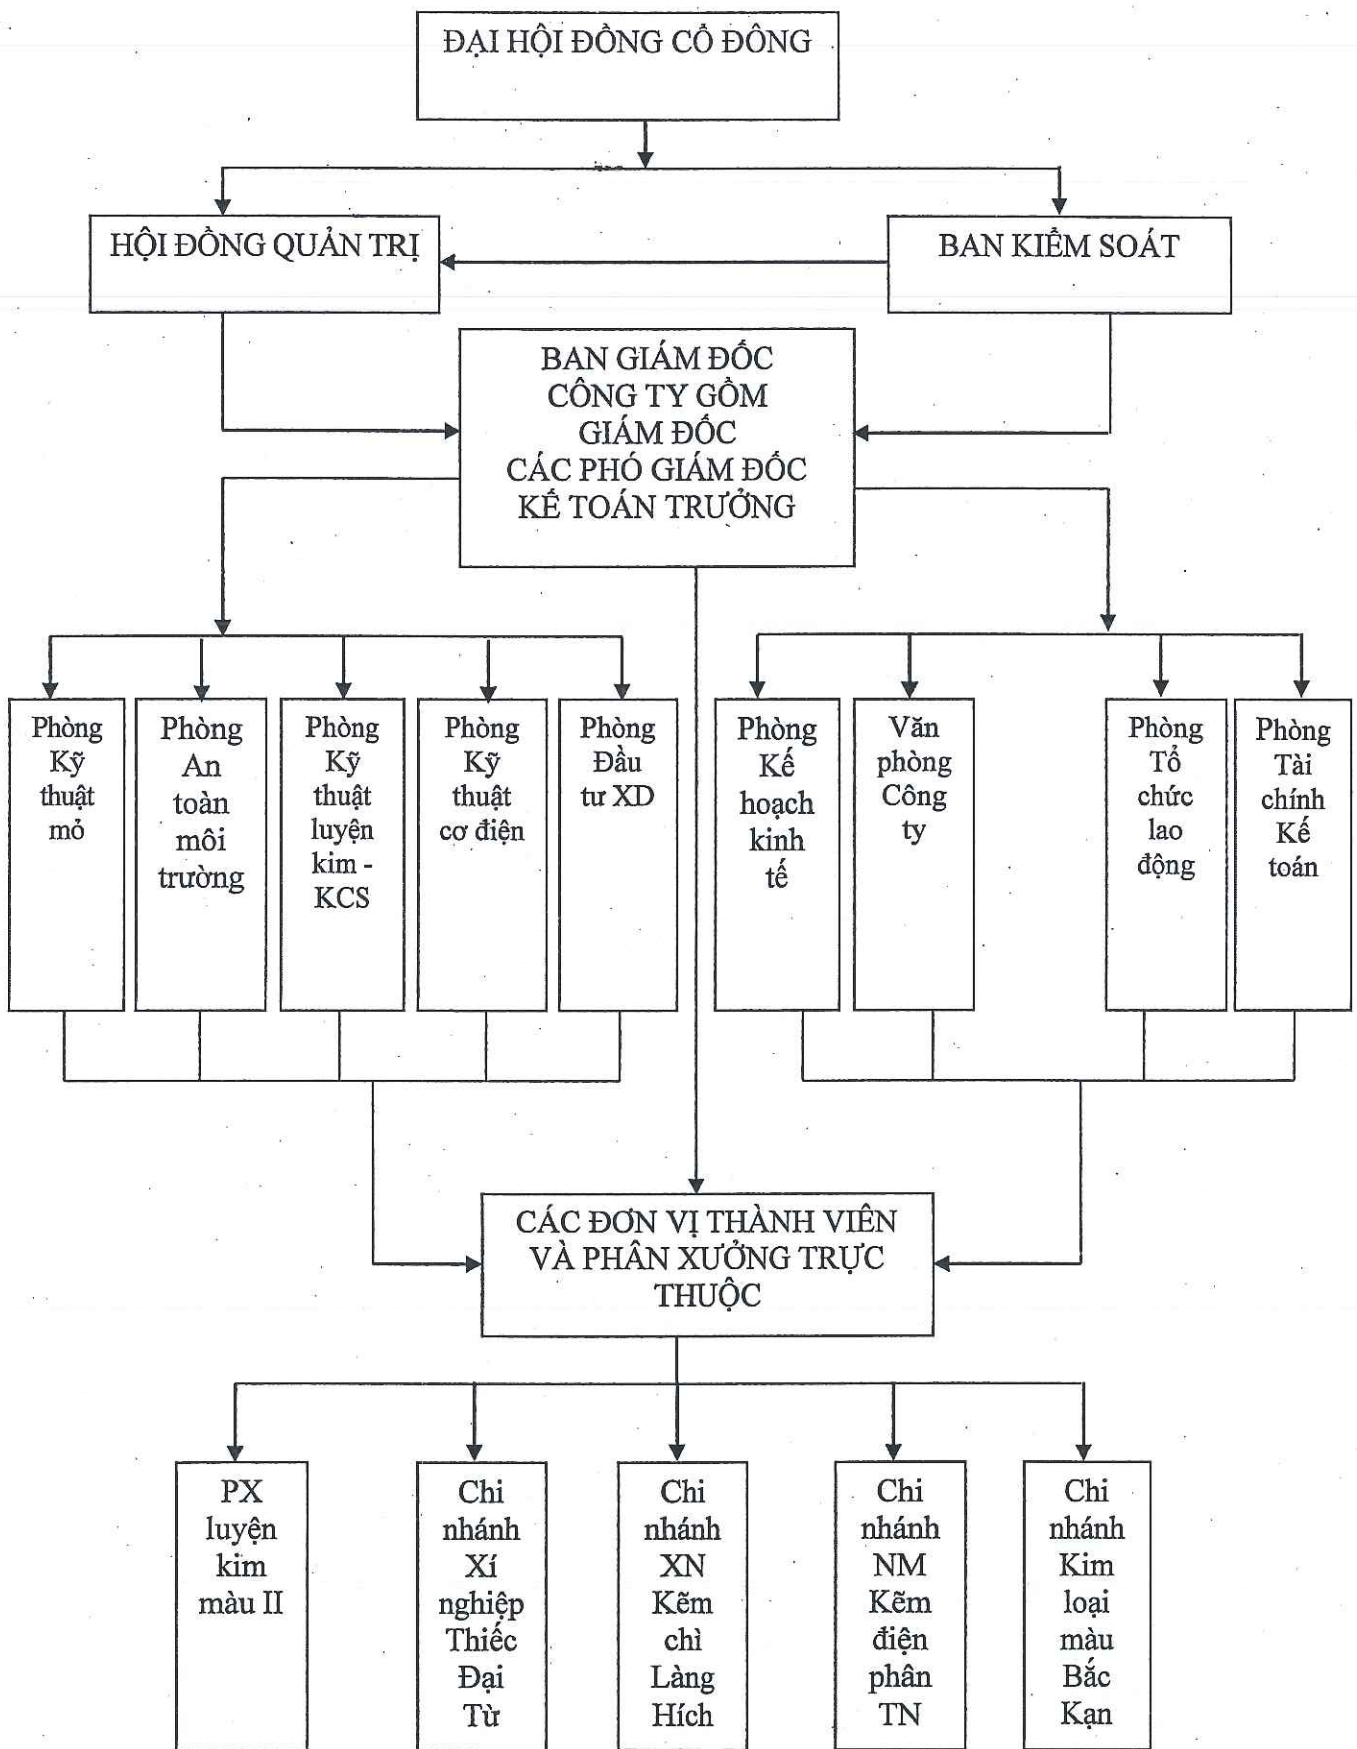 ĐẠI HỘI ĐỒNG CỔ ĐÔNG
HỘI ĐỒNG QUẢN TRỊ
BAN KIỂM SOÁT
BAN GIÁM ĐỐC
CÔNG TY GỒM
GIÁM ĐỐC
CÁC PHÓ GIÁM ĐỐC
KẾ TOÁN TRƯỞNG
Phòng
Kỹ
thuật
mỏ
Phòng
An
toàn
môi
trường
Phòng
Kỹ
thuật
luyện
kim -
KCS
Phòng
Kỹ
thuật
cơ điện
Phòng
Đầu
tư XD
Phòng
Kế
hoạch
kinh
tế
Văn
phòng
Công
ty
Phòng
Tổ
chức
lao
động
Phòng
Tài
chính
Kế
toán
CÁC ĐƠN VỊ THÀNH VIÊN
VÀ PHÂN XƯỞNG TRỰC
THUỘC
PX
luyện
kim
màu II
Chi
nhánh
Xí
nghiệp
Thiếc
Đại
Từ
Chi
nhánh
XN
Kẽm
chì
Làng
Hích
Chi
nhánh
NM
Kẽm
điện
phân
TN
Chi
nhánh
Kim
loại
màu
Bắc
Kạn